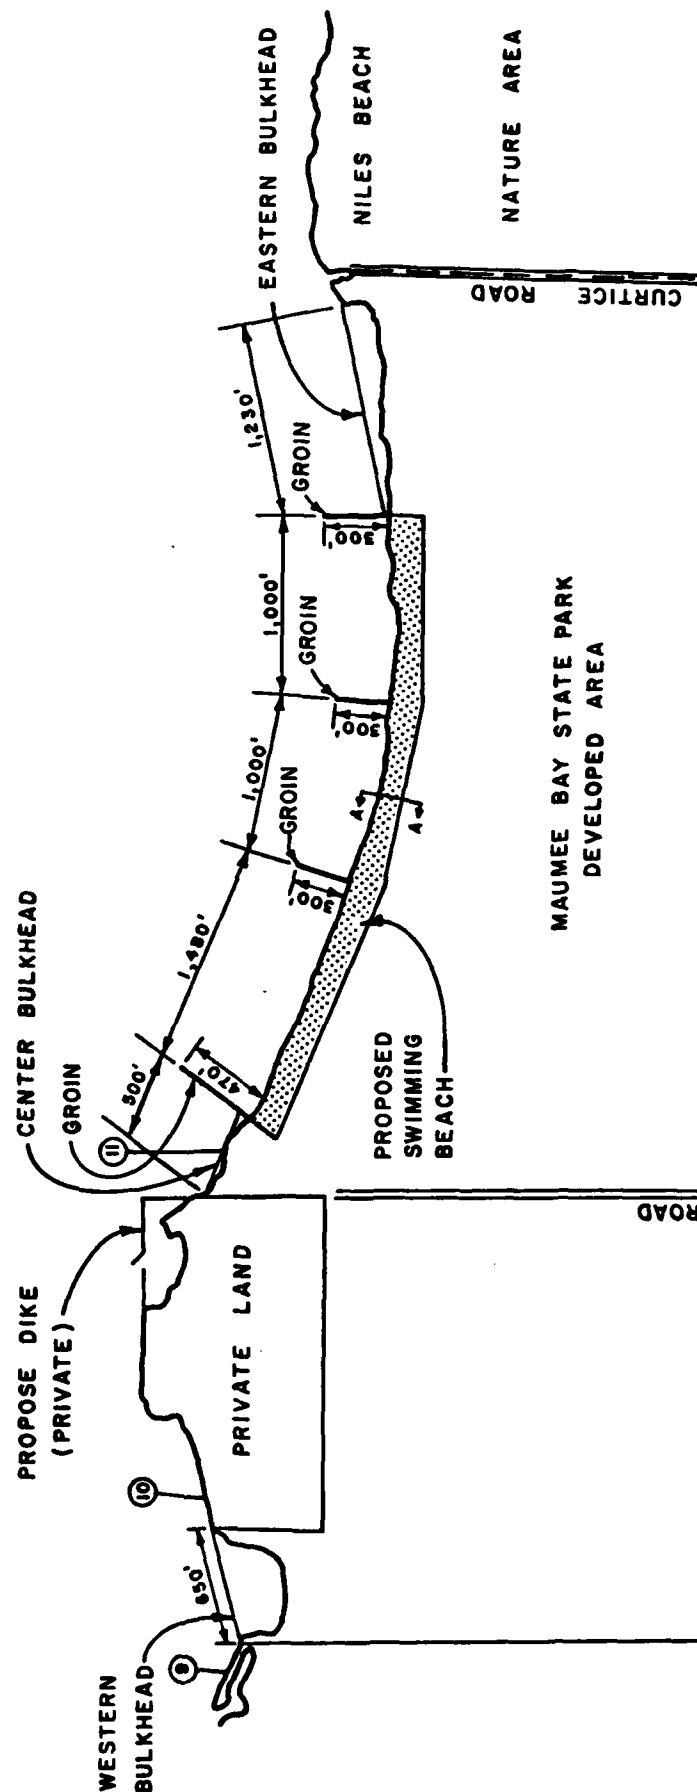 WESTERN
BULKHEAD
9
650'
10
PROPOSE DIKE
(PRIVATE)
PRIVATE LAND
CENTER BULKHEAD
GROIN
11
500'
470'
1,480'
GROIN
300'
1,000'
GROIN
300'
1,000'
GROIN
300'
1,230'
EASTERN BULKHEAD
NILES BEACH
NATURE AREA
CURTICE
ROAD
A
A
PROPOSED
SWIMMING
BEACH
MAUMEE BAY STATE PARK
DEVELOPED AREA
ROAD